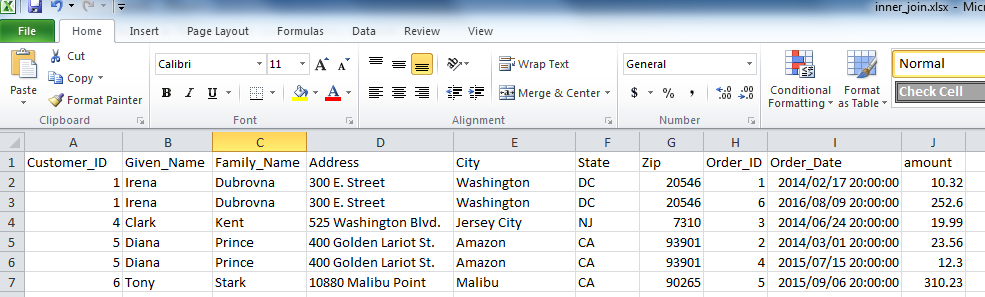 inner_join.xlsx - Mic
File Home Insert Page Layout Formulas Data Review View
Cut Calibri 11 A A Wrap Text General Normal
Copy
Paste Format Painter B I U A Merge & Center $ % , .0 .00 .00 .0 Conditional Formatting Format as Table Check Cell
Clipboard Font Alignment Number
A B C D E F G H I J
1 Customer_ID Given_Name Family_Name Address City State Zip Order_ID Order_Date amount
2 1 Irena Dubrovna 300 E. Street Washington DC 20546 1 2014/02/17 20:00:00 10.32
3 1 Irena Dubrovna 300 E. Street Washington DC 20546 6 2016/08/09 20:00:00 252.6
4 4 Clark Kent 525 Washington Blvd. Jersey City NJ 7310 3 2014/06/24 20:00:00 19.99
5 5 Diana Prince 400 Golden Lariot St. Amazon CA 93901 2 2014/03/01 20:00:00 23.56
6 5 Diana Prince 400 Golden Lariot St. Amazon CA 93901 4 2015/07/15 20:00:00 12.3
7 6 Tony Stark 10880 Malibu Point Malibu CA 90265 5 2015/09/06 20:00:00 310.23